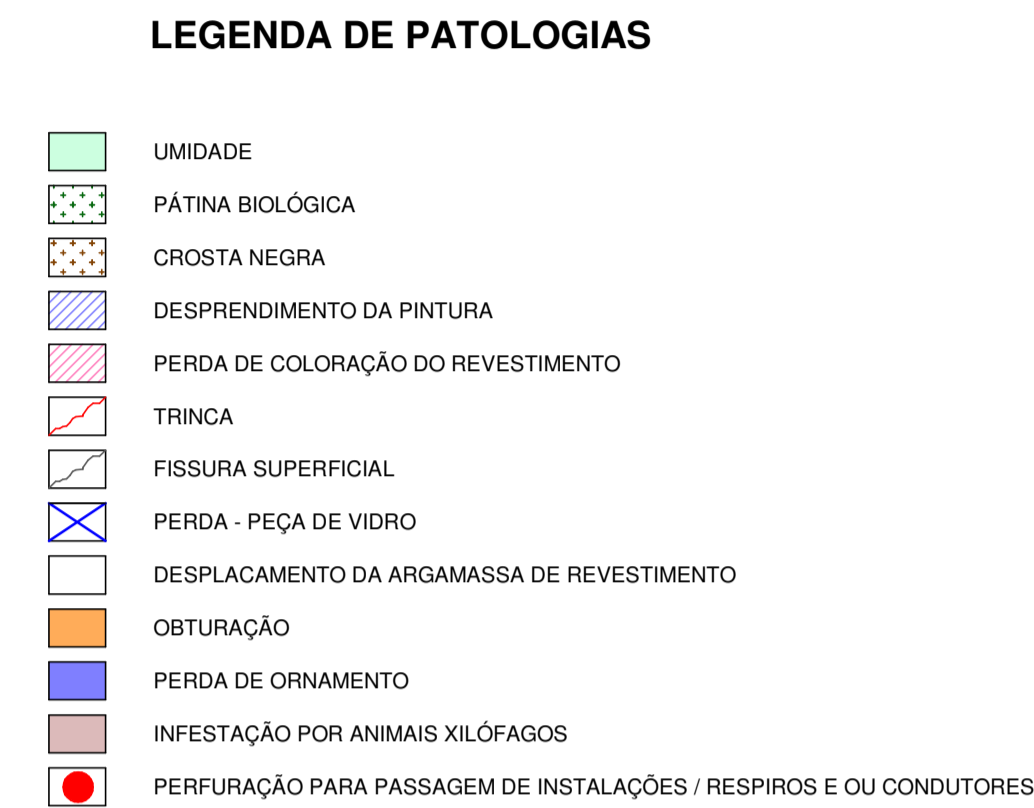 LEGENDA DE PATOLOGIAS
UMIDADE
PÁTINA BIOLÓGICA
CROSTA NEGRA
DESPRENDIMENTO DA PINTURA
PERDA DE COLORAÇÃO DO REVESTIMENTO
TRINCA
FISSURA SUPERFICIAL
PERDA - PEÇA DE VIDRO
DESPLACAMENTO DA ARGAMASSA DE REVESTIMENTO
OBTURAÇÃO
PERDA DE ORNAMENTO
INFESTAÇÃO POR ANIMAIS XILÓFAGOS
PERFURAÇÃO PARA PASSAGEM DE INSTALAÇÕES / RESPIROS E OU CONDUTORES